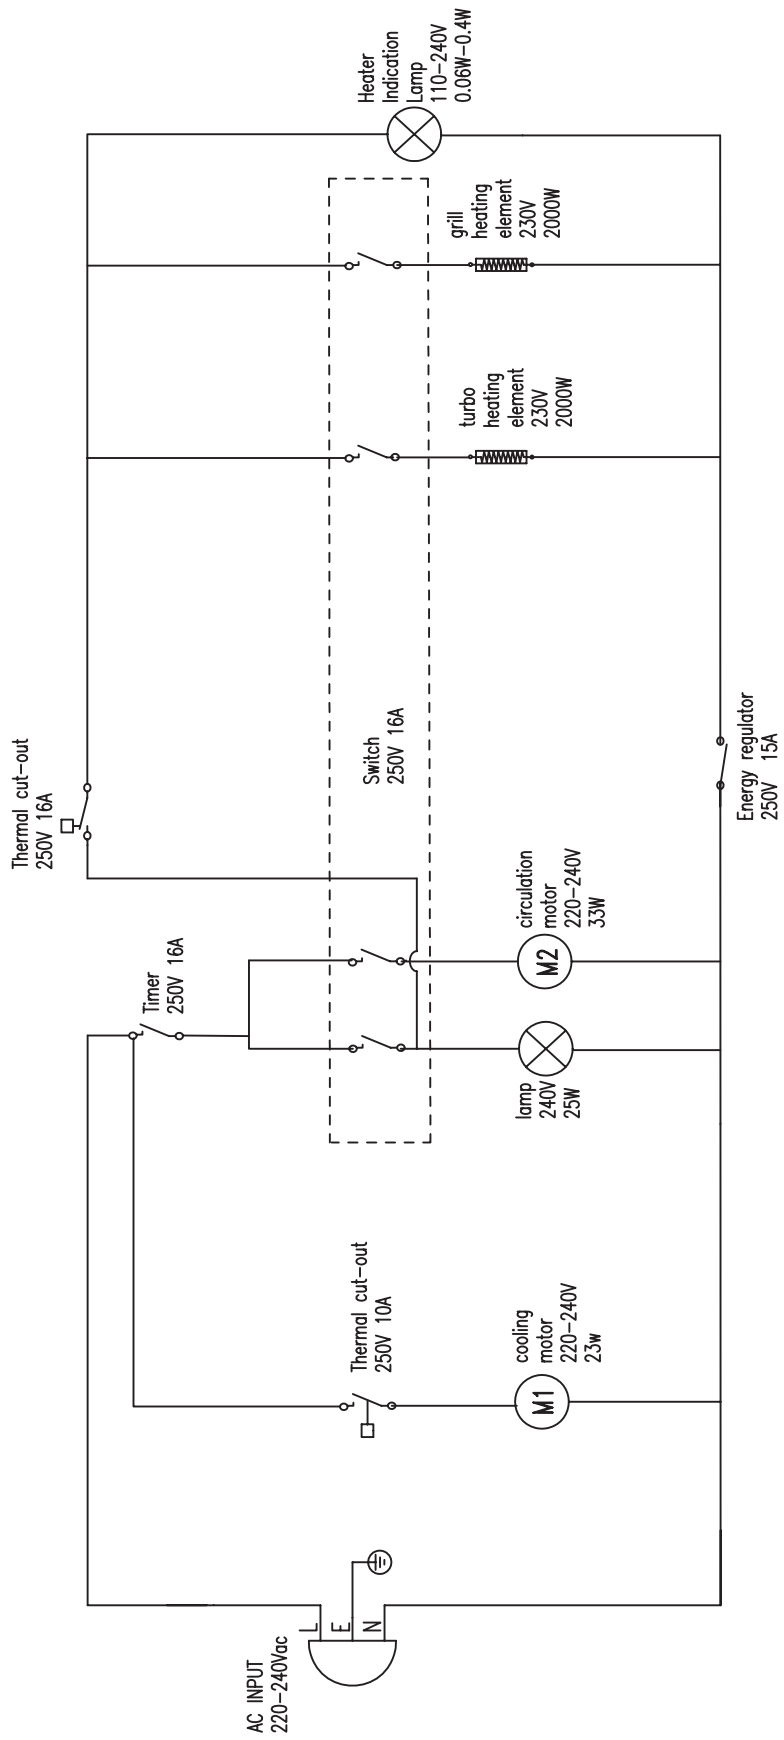 AC INPUT
220-240Vac
L
E
N
Thermal cut-out
250V 10A
M1
cooling
motor
220-240V
23w
Timer
250V 16A
lamp
240V
25W
M2
circulation
motor
220-240V
33W
Thermal cut-out
250V 16A
Switch
250V 16A
Energy regulator
250V 15A
turbo
heating
element
230V
2000W
grill
heating
element
230V
2000W
Heater
Indication
Lamp
110-240V
0.06W-0.4W